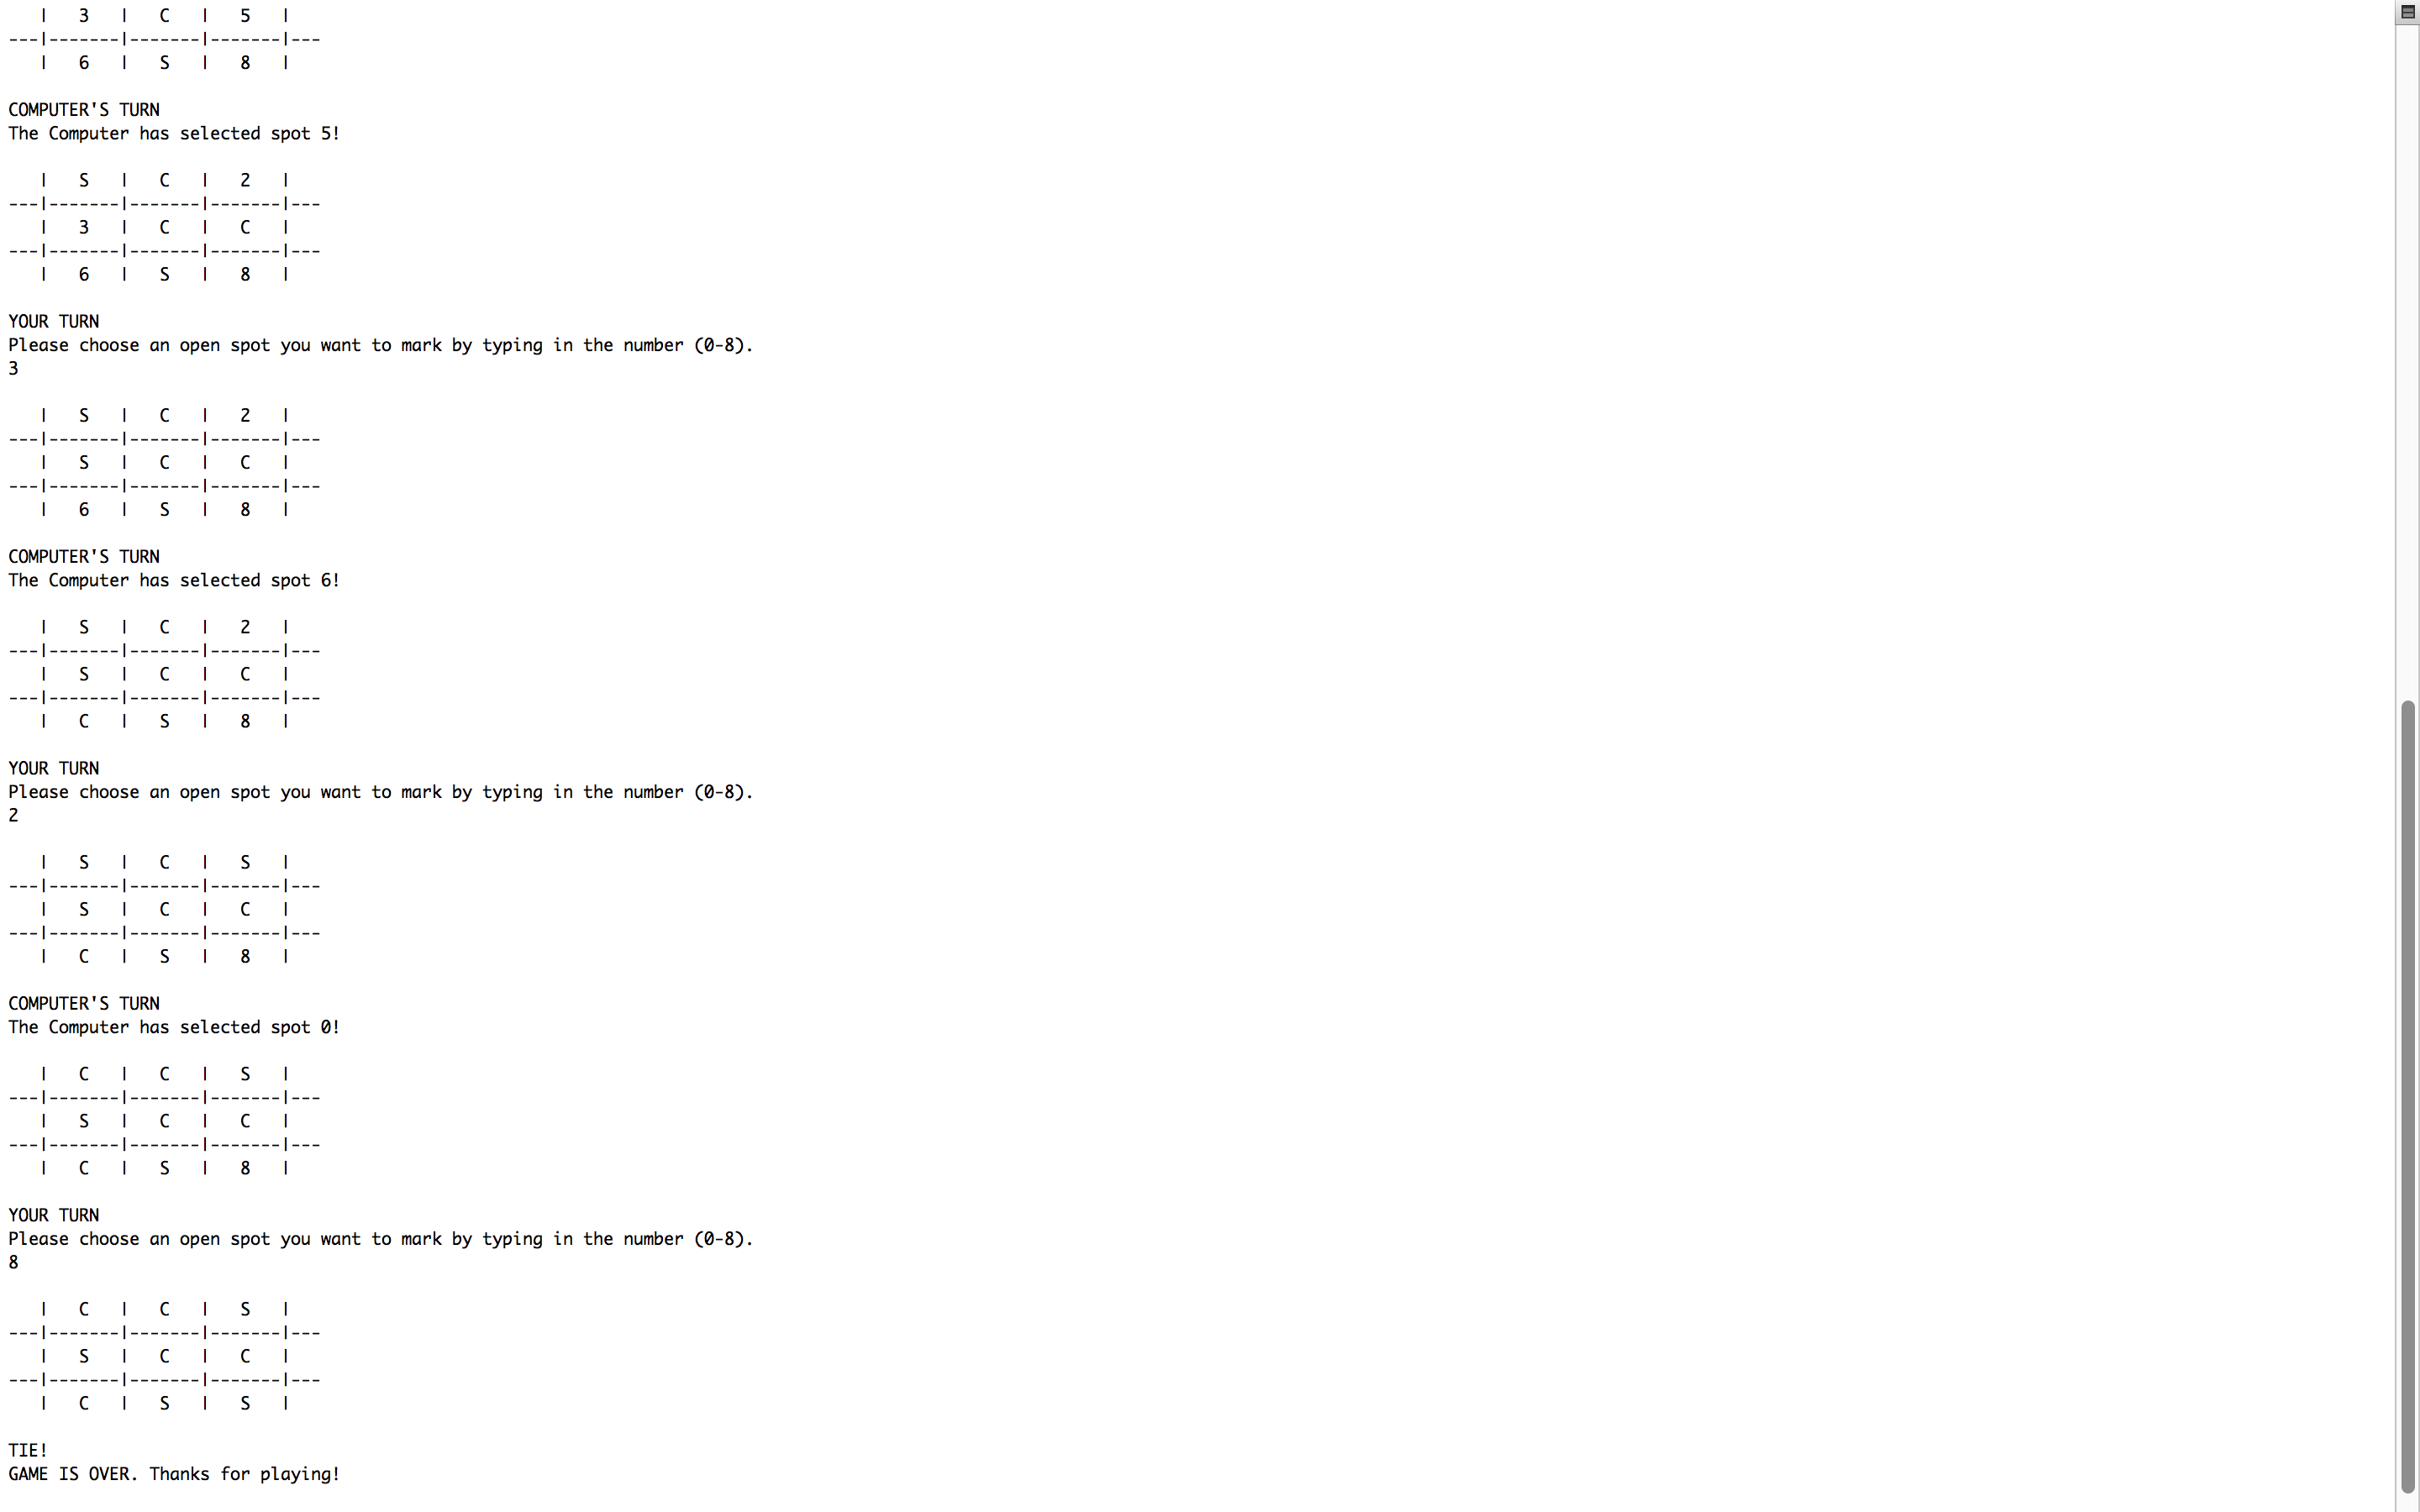 |   3   |   C   |   5   |
---|-------|-------|-------|---
   |   6   |   S   |   8   |
COMPUTER'S TURN
The Computer has selected spot 5!
   |   S   |   C   |   2   |
---|-------|-------|-------|---
   |   3   |   C   |   C   |
---|-------|-------|-------|---
   |   6   |   S   |   8   |
YOUR TURN
Please choose an open spot you want to mark by typing in the number (0-8).
3
   |   S   |   C   |   2   |
---|-------|-------|-------|---
   |   S   |   C   |   C   |
---|-------|-------|-------|---
   |   6   |   S   |   8   |
COMPUTER'S TURN
The Computer has selected spot 6!
   |   S   |   C   |   2   |
---|-------|-------|-------|---
   |   S   |   C   |   C   |
---|-------|-------|-------|---
   |   C   |   S   |   8   |
YOUR TURN
Please choose an open spot you want to mark by typing in the number (0-8).
2
   |   S   |   C   |   S   |
---|-------|-------|-------|---
   |   S   |   C   |   C   |
---|-------|-------|-------|---
   |   C   |   S   |   8   |
COMPUTER'S TURN
The Computer has selected spot 0!
   |   C   |   C   |   S   |
---|-------|-------|-------|---
   |   S   |   C   |   C   |
---|-------|-------|-------|---
   |   C   |   S   |   8   |
YOUR TURN
Please choose an open spot you want to mark by typing in the number (0-8).
8
   |   C   |   C   |   S   |
---|-------|-------|-------|---
   |   S   |   C   |   C   |
---|-------|-------|-------|---
   |   C   |   S   |   S   |
TIE!
GAME IS OVER. Thanks for playing!